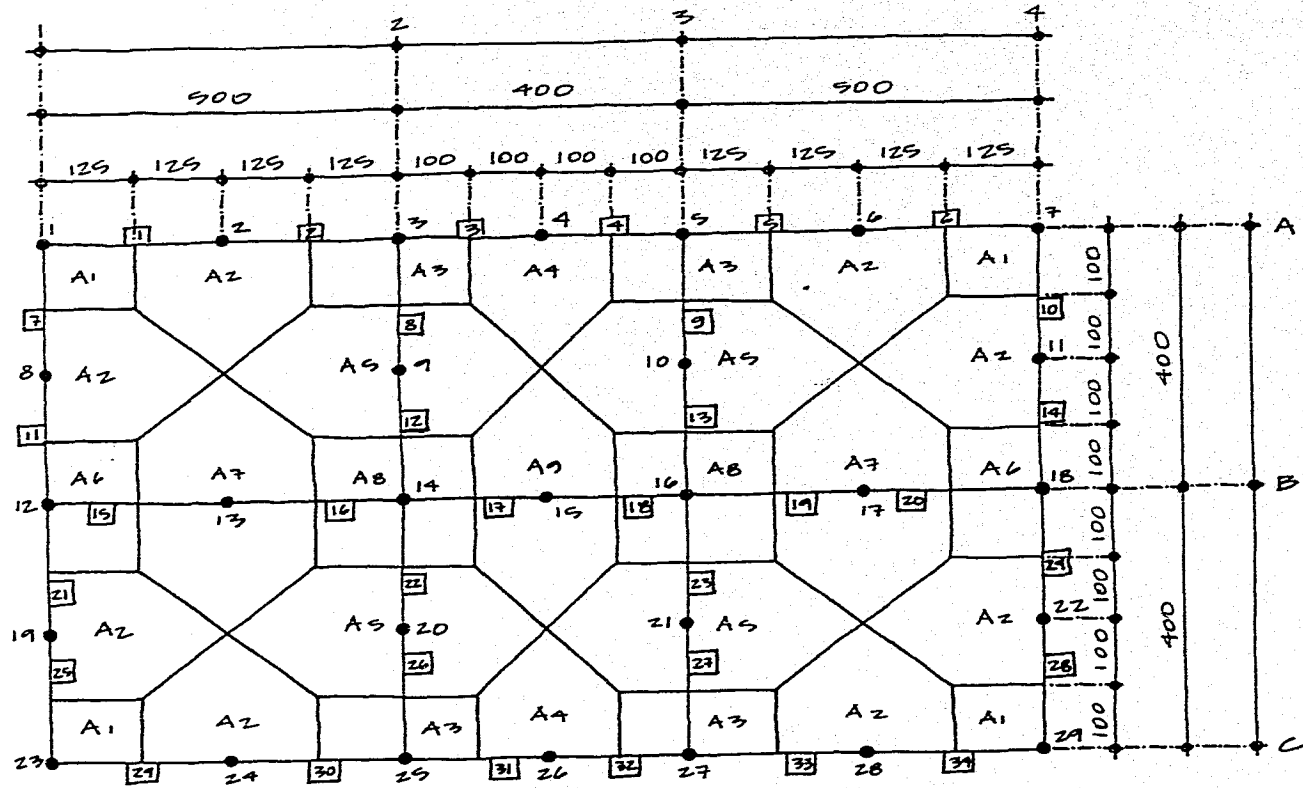 2 3 4
500 400 500
125 125 125 125 100 100 100 100 125 125 125 125
1 1 2 2 3 3 4 4 5 5 6 6 7 A
A1 A2 A3 A4 A3 A2 A1 100
7 8 9 10
8 A2 A5 9 10 A5 A2 11 100 400
11 12 13 14 100
A6 A7 A8 14 A9 16 A8 A7 A6 18 100
12 15 13 16 17 15 18 19 17 20 B
100
21 22 23 24
19 A2 A5 20 21 A5 A2 22 100 400
25 26 27 28 100
A1 A2 A3 A4 A3 A2 A1 29 100
23 29 24 30 25 31 26 32 27 33 28 34 C